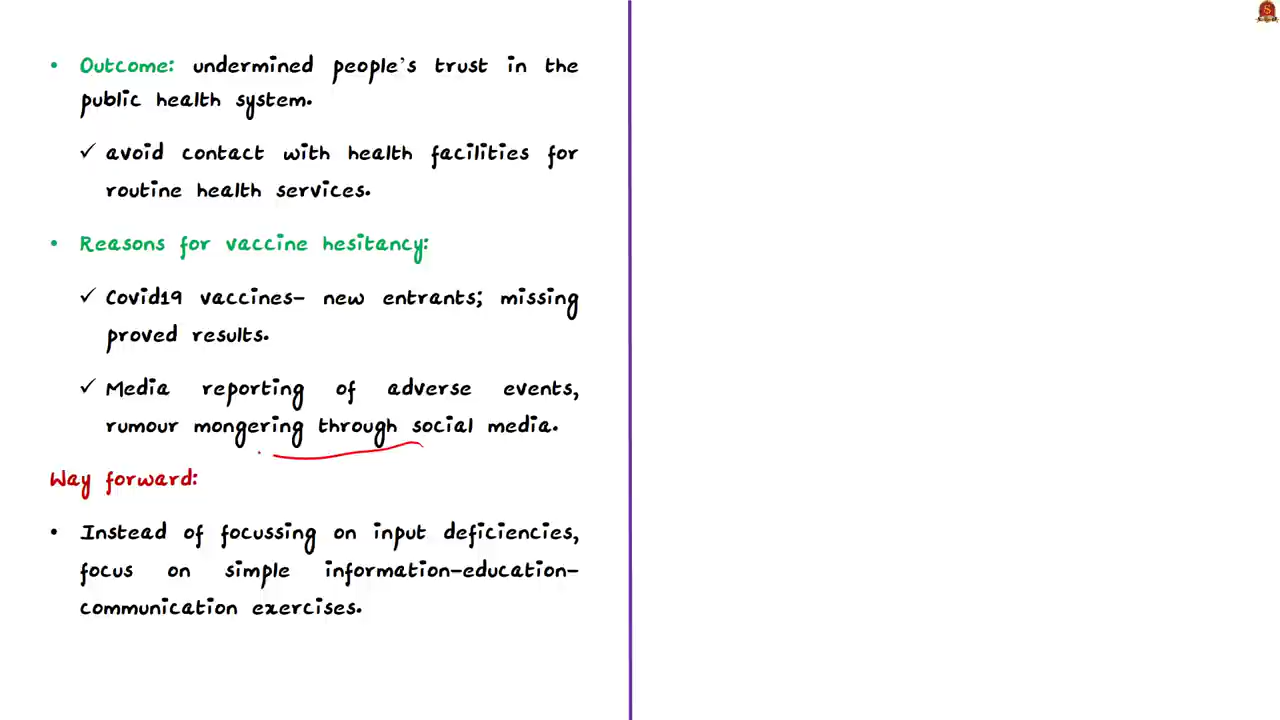 • Outcome: undermined people's trust in the
public health system.
✓ avoid contact with health facilities for
routine health services.
• Reasons for vaccine hesitancy:
✓ Covid19 vaccines- new entrants; missing
proved results.
✓ Media reporting of adverse events,
rumour mongering through social media.
Way forward:
• Instead of focussing on input deficiencies,
focus on simple information-education-
communication exercises.